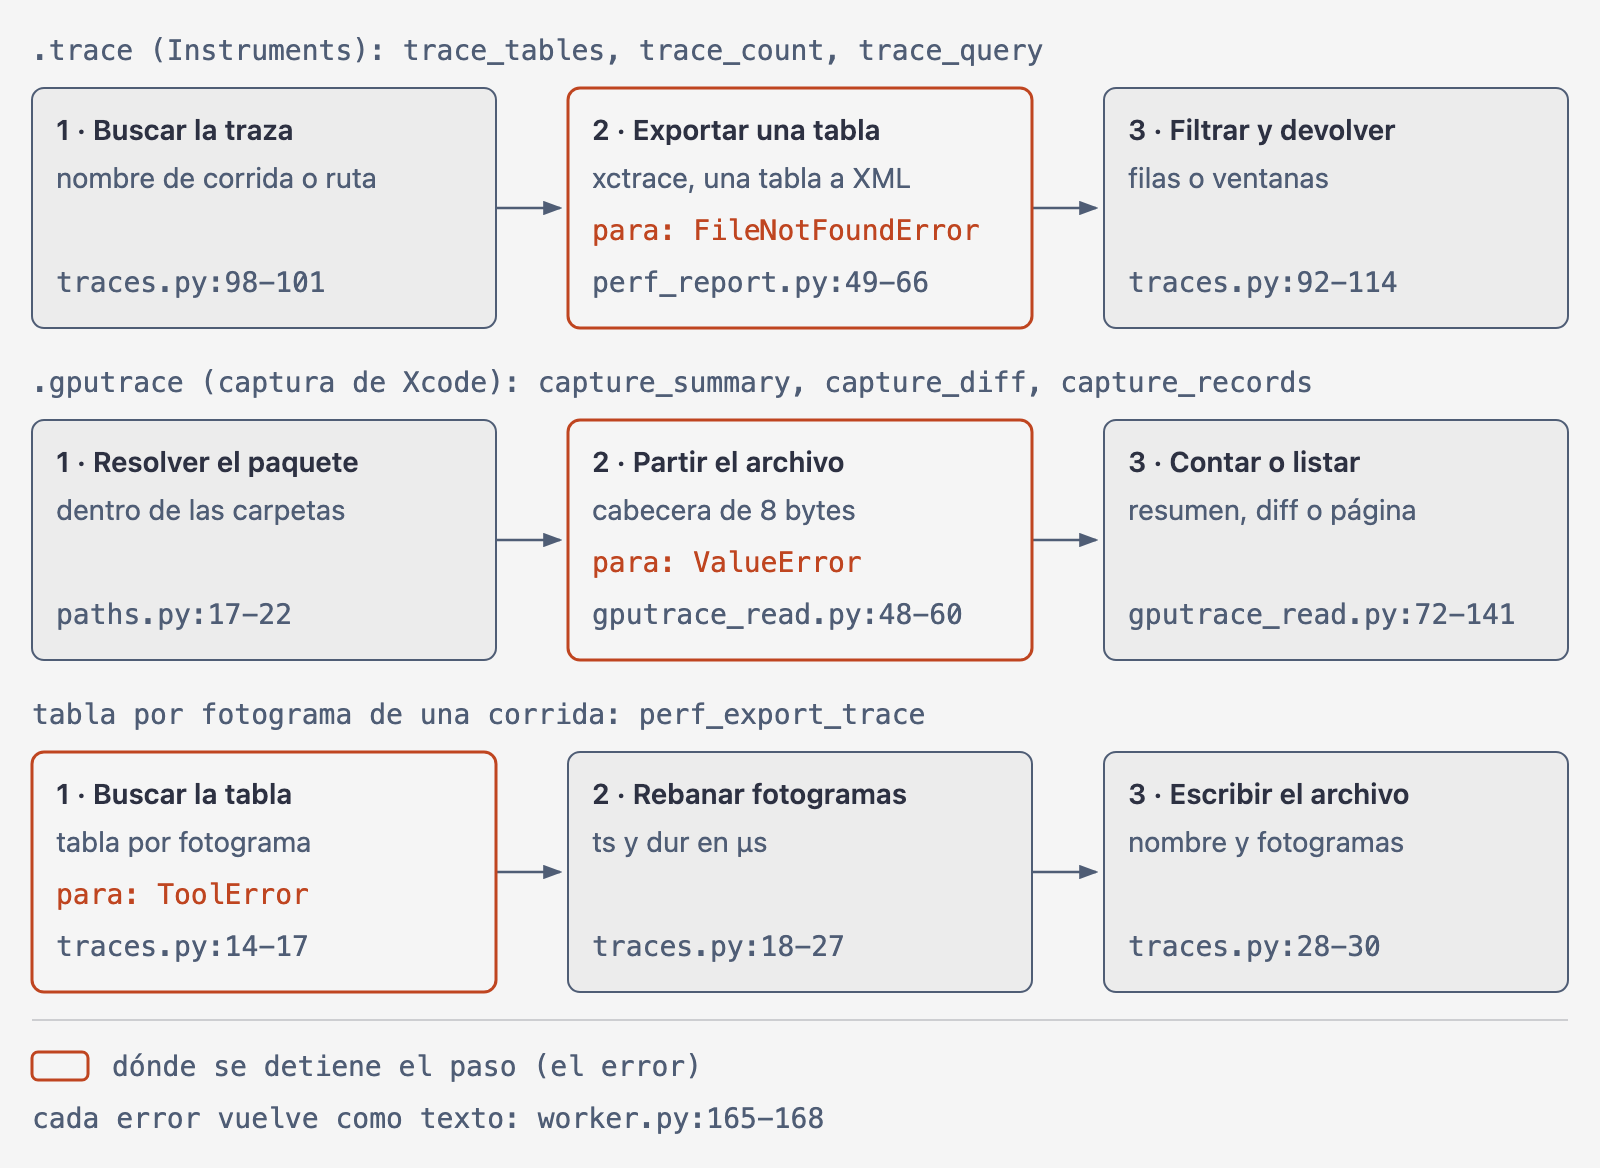 .trace (Instruments): trace_tables, trace_count, trace_query
1 · Buscar la traza
nombre de corrida o ruta
traces.py:98–101
2 · Exportar una tabla
xctrace, una tabla a XML
para: FileNotFoundError
perf_report.py:49–66
3 · Filtrar y devolver
filas o ventanas
traces.py:92–114
.gputrace (captura de Xcode): capture_summary, capture_diff, capture_records
1 · Resolver el paquete
dentro de las carpetas
paths.py:17–22
2 · Partir el archivo
cabecera de 8 bytes
para: ValueError
gputrace_read.py:48–60
3 · Contar o listar
resumen, diff o página
gputrace_read.py:72–141
tabla por fotograma de una corrida: perf_export_trace
1 · Buscar la tabla
tabla por fotograma
para: ToolError
traces.py:14–17
2 · Rebanar fotogramas
ts y dur en µs
traces.py:18–27
3 · Escribir el archivo
nombre y fotogramas
traces.py:28–30
dónde se detiene el paso (el error)
cada error vuelve como texto: worker.py:165–168